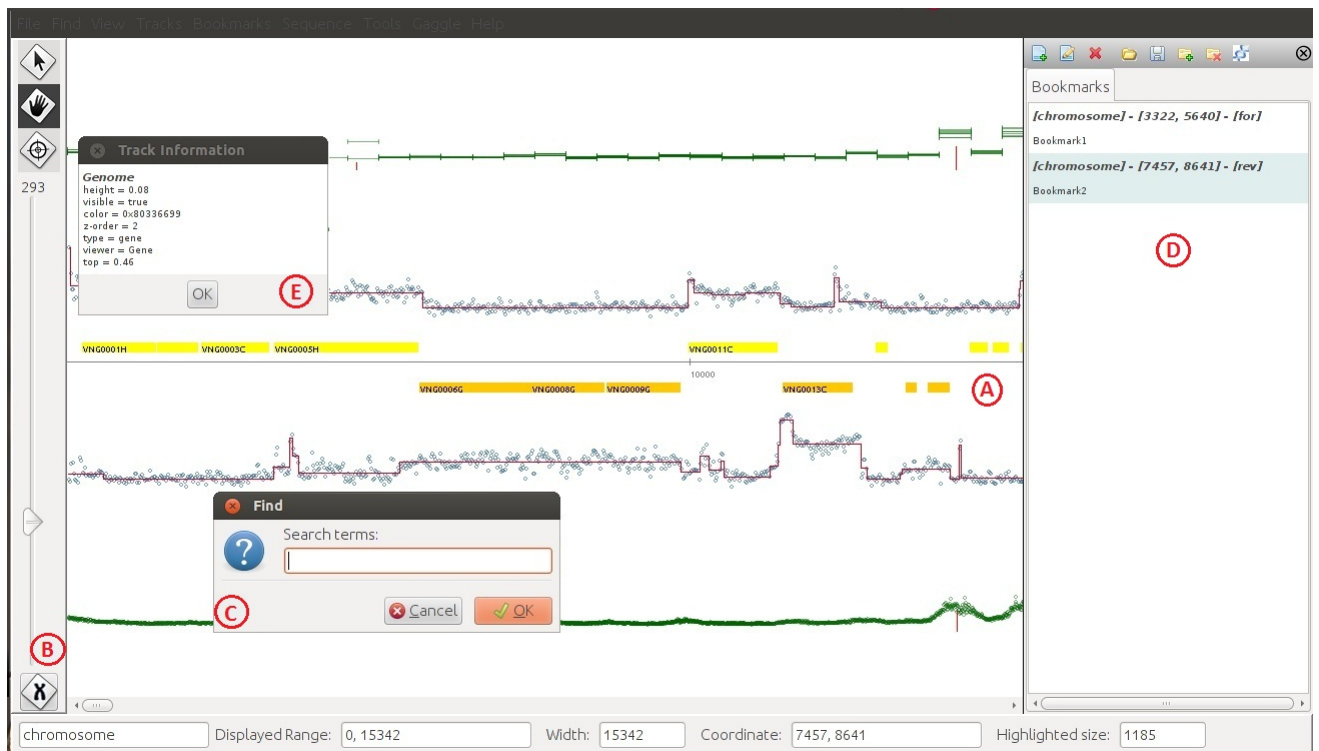 File Find View Tracks Bookmarks Sequence Tools Gaggle Help
293
Track Information
Genome
height = 0.08
visible = true
color = 0x80336699
z-order = 2
type = gene
viewer = Gene
top = 0.46
OK
E
Bookmarks
[chromosome] - [3322, 5640] - [for]
Bookmark1
[chromosome] - [7457, 8641] - [rev]
Bookmark2
D
VNG0001H VNG0003C VNG0005H VNG0011C
10000
VNG0006G VNG0008G VNG0009G VNG0013C
A
Find
?
Search terms:
Cancel OK
C
B
chromosome Displayed Range: 0, 15342 Width: 15342 Coordinate: 7457, 8641 Highlighted size: 1185